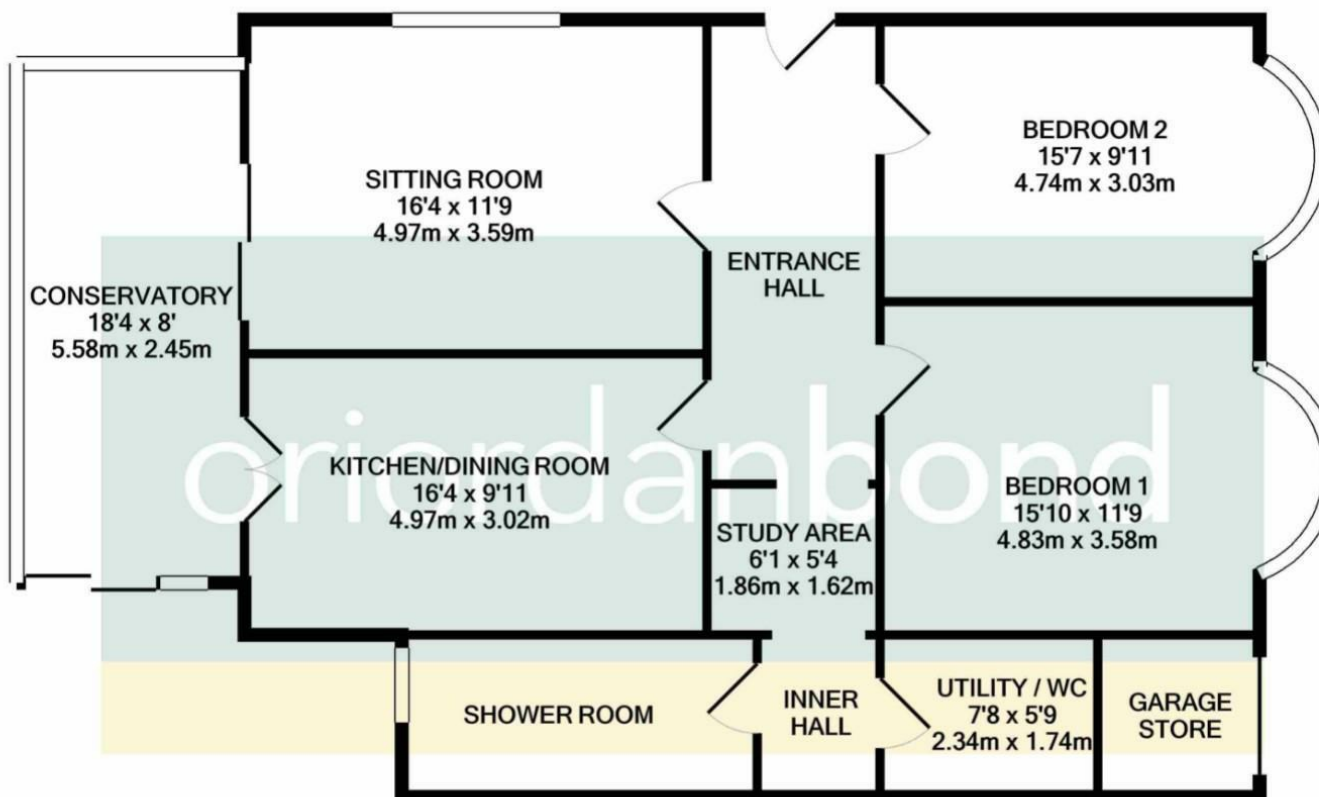 SITTING ROOM
16'4 x 11'9
4.97m x 3.59m
BEDROOM 2
15'7 x 9'11
4.74m x 3.03m
ENTRANCE
HALL
CONSERVATORY
18'4 x 8'
5.58m x 2.45m
oriordanbond
KITCHEN/DINING ROOM
16'4 x 9'11
4.97m x 3.02m
BEDROOM 1
15'10 x 11'9
4.83m x 3.58m
STUDY AREA
6'1 x 5'4
1.86m x 1.62m
SHOWER ROOM
INNER
HALL
UTILITY / WC
7'8 x 5'9
2.34m x 1.74m
GARAGE
STORE